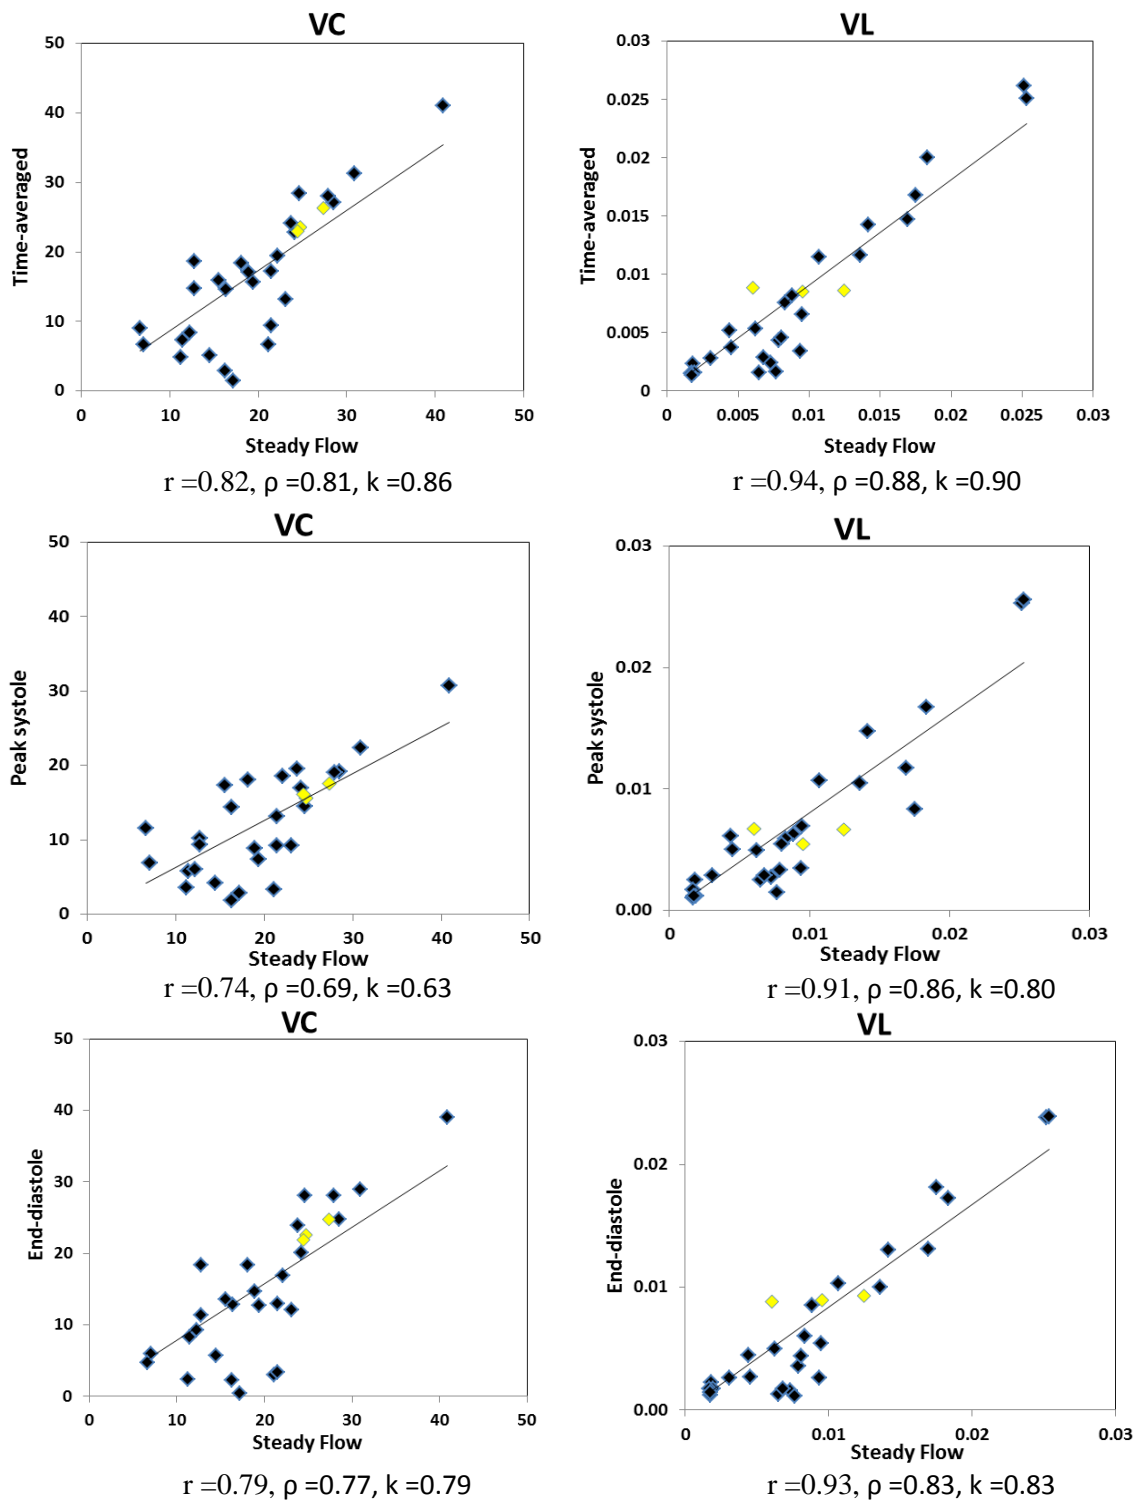 VC
50
40
30
20
10
0
Time-averaged
0 10 20 30 40 50
Steady Flow
r =0.82, ρ =0.81, k =0.86
VL
0.03
0.025
0.02
0.015
0.01
0.005
0
Time-averaged
0 0.005 0.01 0.015 0.02 0.025 0.03
Steady Flow
r =0.94, ρ =0.88, k =0.90
VC
50
40
30
20
10
0
Peak systole
0 10 20 30 40 50
Steady Flow
r =0.74, ρ =0.69, k =0.63
VL
0.03
0.02
0.01
0.00
Peak systole
0 0.01 0.02 0.03
Steady Flow
r =0.91, ρ =0.86, k =0.80
VC
50
40
30
20
10
0
End-diastole
0 10 20 30 40 50
Steady Flow
r =0.79, ρ =0.77, k =0.79
VL
0.03
0.02
0.01
0.00
End-diastole
0 0.01 0.02 0.03
Steady Flow
r =0.93, ρ =0.83, k =0.83